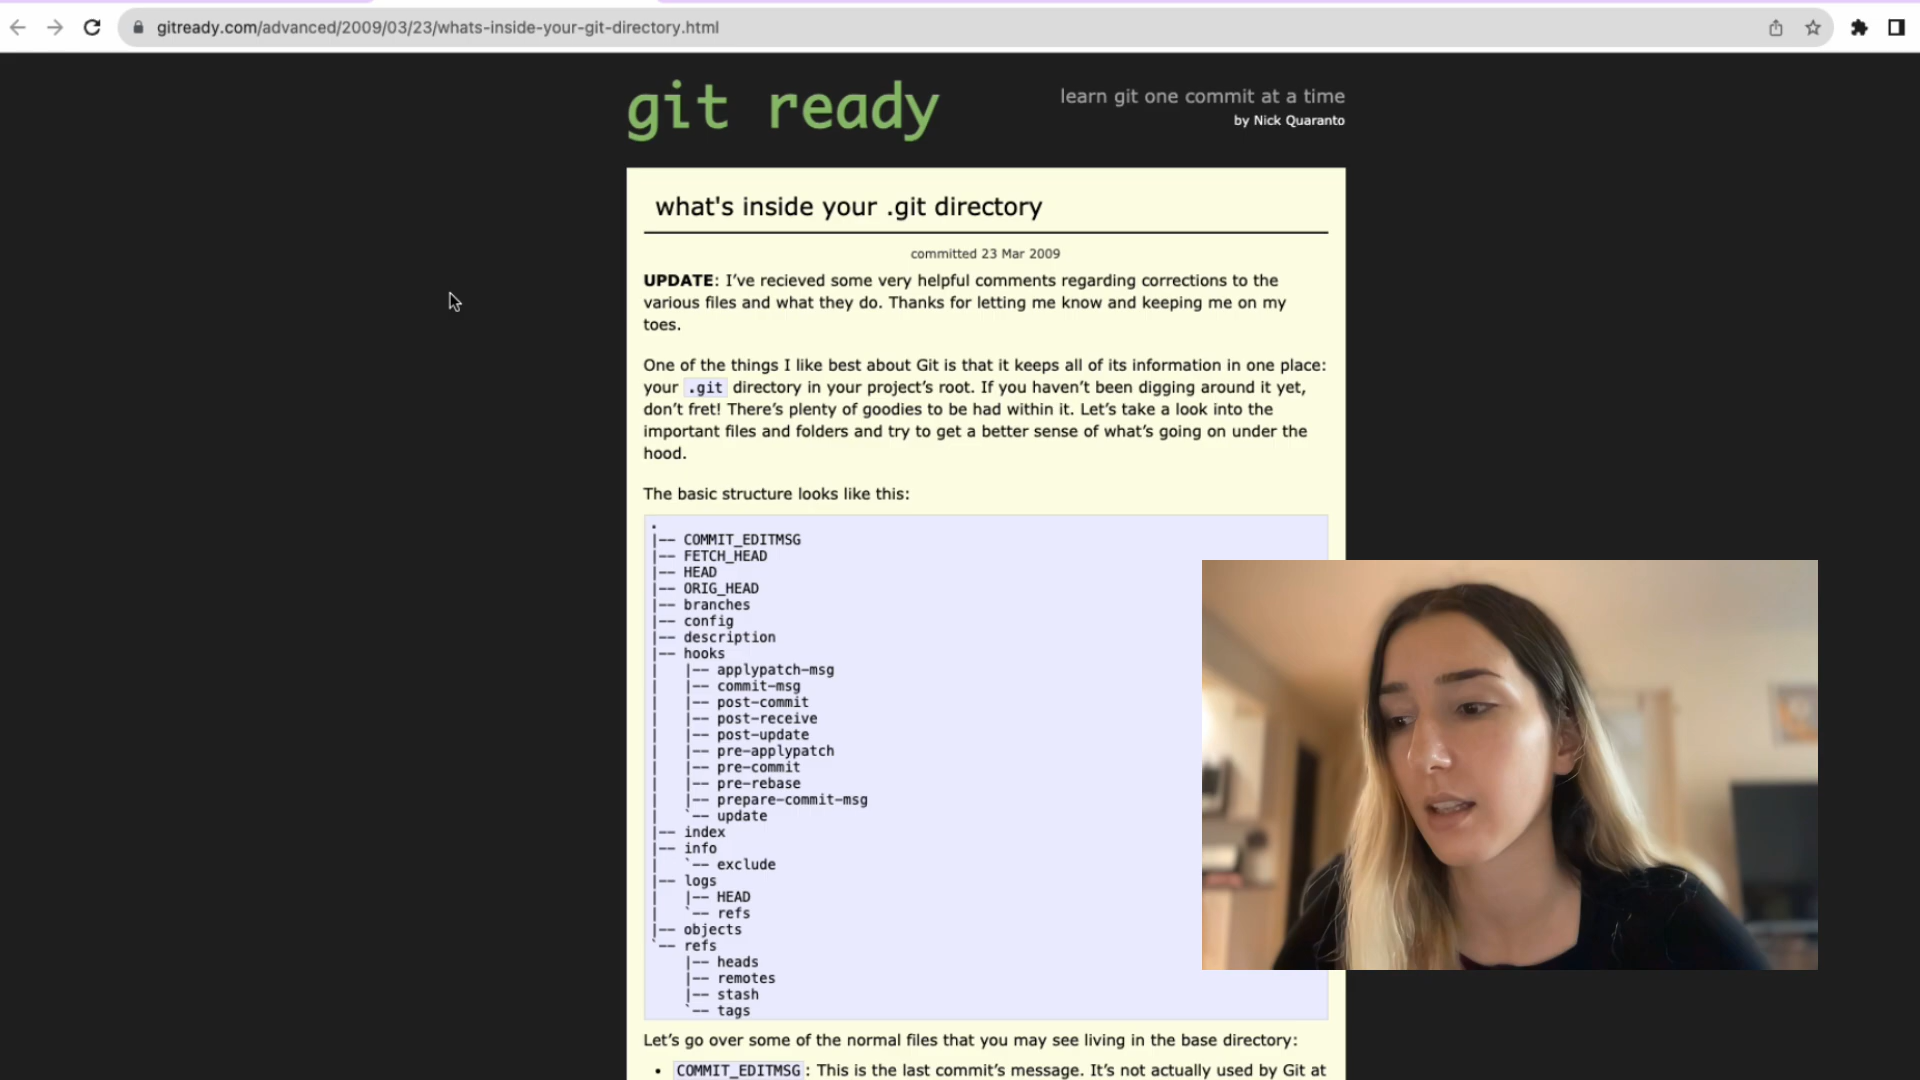 gitready.com/advanced/2009/03/23/whats-inside-your-git-directory.html
git ready
learn git one commit at a time
by Nick Quaranto
what's inside your .git directory
committed 23 Mar 2009
UPDATE: I’ve recieved some very helpful comments regarding corrections to the
various files and what they do. Thanks for letting me know and keeping me on my
toes.
One of the things I like best about Git is that it keeps all of its information in one place:
your .git directory in your project’s root. If you haven’t been digging around it yet,
don’t fret! There’s plenty of goodies to be had within it. Let’s take a look into the
important files and folders and try to get a better sense of what’s going on under the
hood.
The basic structure looks like this:
.
|-- COMMIT_EDITMSG
|-- FETCH_HEAD
|-- HEAD
|-- ORIG_HEAD
|-- branches
|-- config
|-- description
|-- hooks
|   |-- applypatch-msg
|   |-- commit-msg
|   |-- post-commit
|   |-- post-receive
|   |-- post-update
|   |-- pre-applypatch
|   |-- pre-commit
|   |-- pre-rebase
|   |-- prepare-commit-msg
|   `-- update
|-- index
|-- info
|   `-- exclude
|-- logs
|   |-- HEAD
|   `-- refs
|-- objects
`-- refs
    |-- heads
    |-- remotes
    |-- stash
    `-- tags
Let’s go over some of the normal files that you may see living in the base directory:
• COMMIT_EDITMSG: This is the last commit’s message. It’s not actually used by Git at